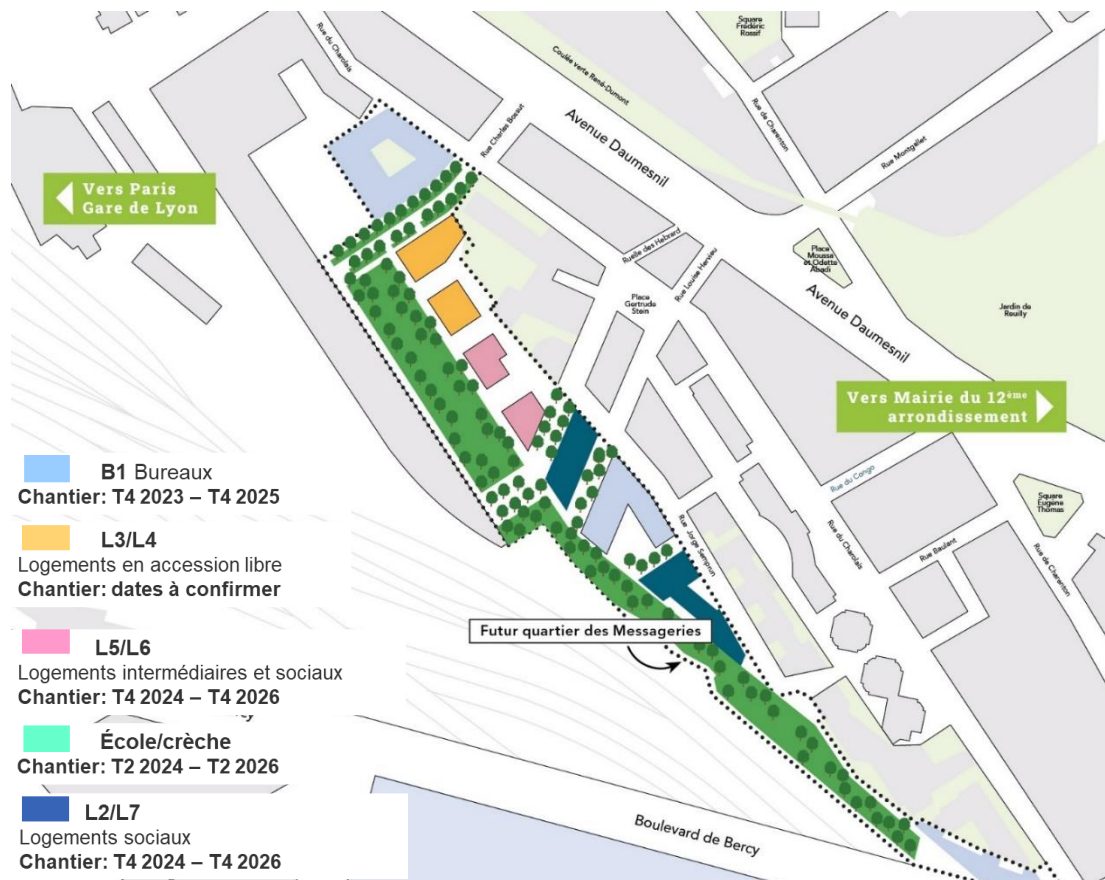 Square
Frédéric
Rossif
Rue du Charolais
Coulée verte René-Dumont
Rue de Charenton
Rue Charles Bossut
Avenue Daumesnil
Rue Montgallet
Vers Paris
Gare de Lyon
Ruelle des Hebrard
Rue Louise Hervieu
Place
Moussa
et Odette
Abadi
Place
Gertrude
Stein
Avenue Daumesnil
Jardin de
Reuilly
Vers Mairie du 12ème
arrondissement
Rue du Congo
Square
Eugène
Thomas
Rue Jorge Semprun
Rue du Charolais
Rue Baulant
Rue de Charenton
Futur quartier des Messageries
Boulevard de Bercy
B1 Bureaux
Chantier: T4 2023 – T4 2025
L3/L4
Logements en accession libre
Chantier: dates à confirmer
L5/L6
Logements intermédiaires et sociaux
Chantier: T4 2024 – T4 2026
École/crèche
Chantier: T2 2024 – T2 2026
L2/L7
Logements sociaux
Chantier: T4 2024 – T4 2026